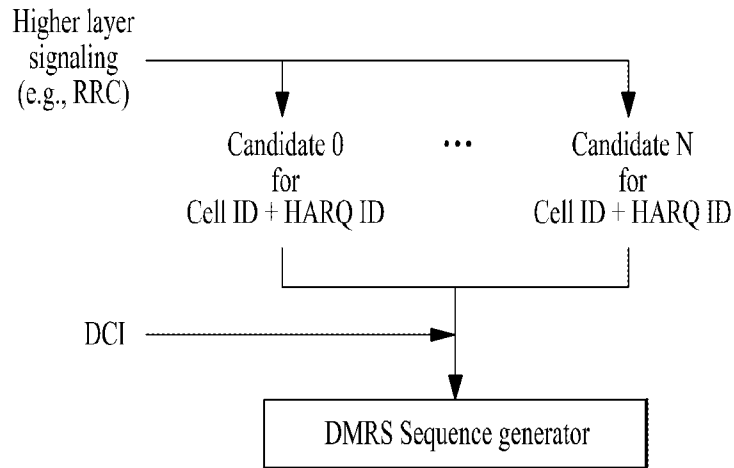 Higher layer
signaling
(e.g., RRC)
Candidate 0
for
Cell ID + HARQ ID
...
Candidate N
for
Cell ID + HARQ ID
DCI
DMRS Sequence generator